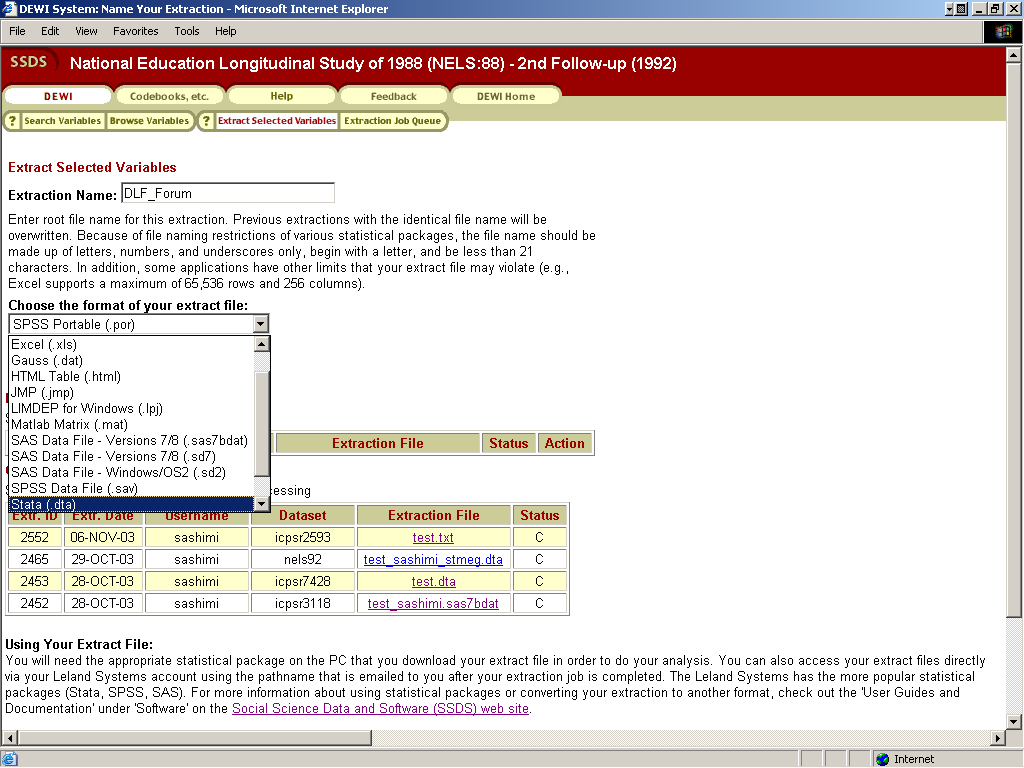 DEWI System: Name Your Extraction - Microsoft Internet Explorer
File Edit View Favorites Tools Help
SSDS National Education Longitudinal Study of 1988 (NELS:88) - 2nd Follow-up (1992)
DEWI Codebooks, etc. Help Feedback DEWI Home
? Search Variables Browse Variables ? Extract Selected Variables Extraction Job Queue
Extract Selected Variables
Extraction Name: DLF_Forum
Enter root file name for this extraction. Previous extractions with the identical file name will be
overwritten. Because of file naming restrictions of various statistical packages, the file name should be
made up of letters, numbers, and underscores only, begin with a letter, and be less than 21
characters. In addition, some applications have other limits that your extract file may violate (e.g.,
Excel supports a maximum of 65,536 rows and 256 columns).
Choose the format of your extract file:
SPSS Portable (.por)
Excel (.xls)
Gauss (.dat)
HTML Table (.html)
JMP (.jmp)
LIMDEP for Windows (.lpj)
Matlab Matrix (.mat)
SAS Data File - Versions 7/8 (.sas7bdat)
SAS Data File - Versions 7/8 (.sd7)
SAS Data File - Windows/OS2 (.sd2)
SPSS Data File (.sav)
Stata (.dta)
Extraction File Status Action
cessing
Extr. ID Extr. Date Username Dataset Extraction File Status
2552 06-NOV-03 sashimi icpsr2593 test.txt C
2465 29-OCT-03 sashimi nels92 test_sashimi_stmeg.dta C
2453 28-OCT-03 sashimi icpsr7428 test.dta C
2452 28-OCT-03 sashimi icpsr3118 test_sashimi.sas7bdat C
Using Your Extract File:
You will need the appropriate statistical package on the PC that you download your extract file in order to do your analysis. You can also access your extract files directly
via your Leland Systems account using the pathname that is emailed to you after your extraction job is completed. The Leland Systems has the more popular statistical
packages (Stata, SPSS, SAS). For more information about using statistical packages or converting your extraction to another format, check out the 'User Guides and
Documentation' under 'Software' on the Social Science Data and Software (SSDS) web site.
Internet